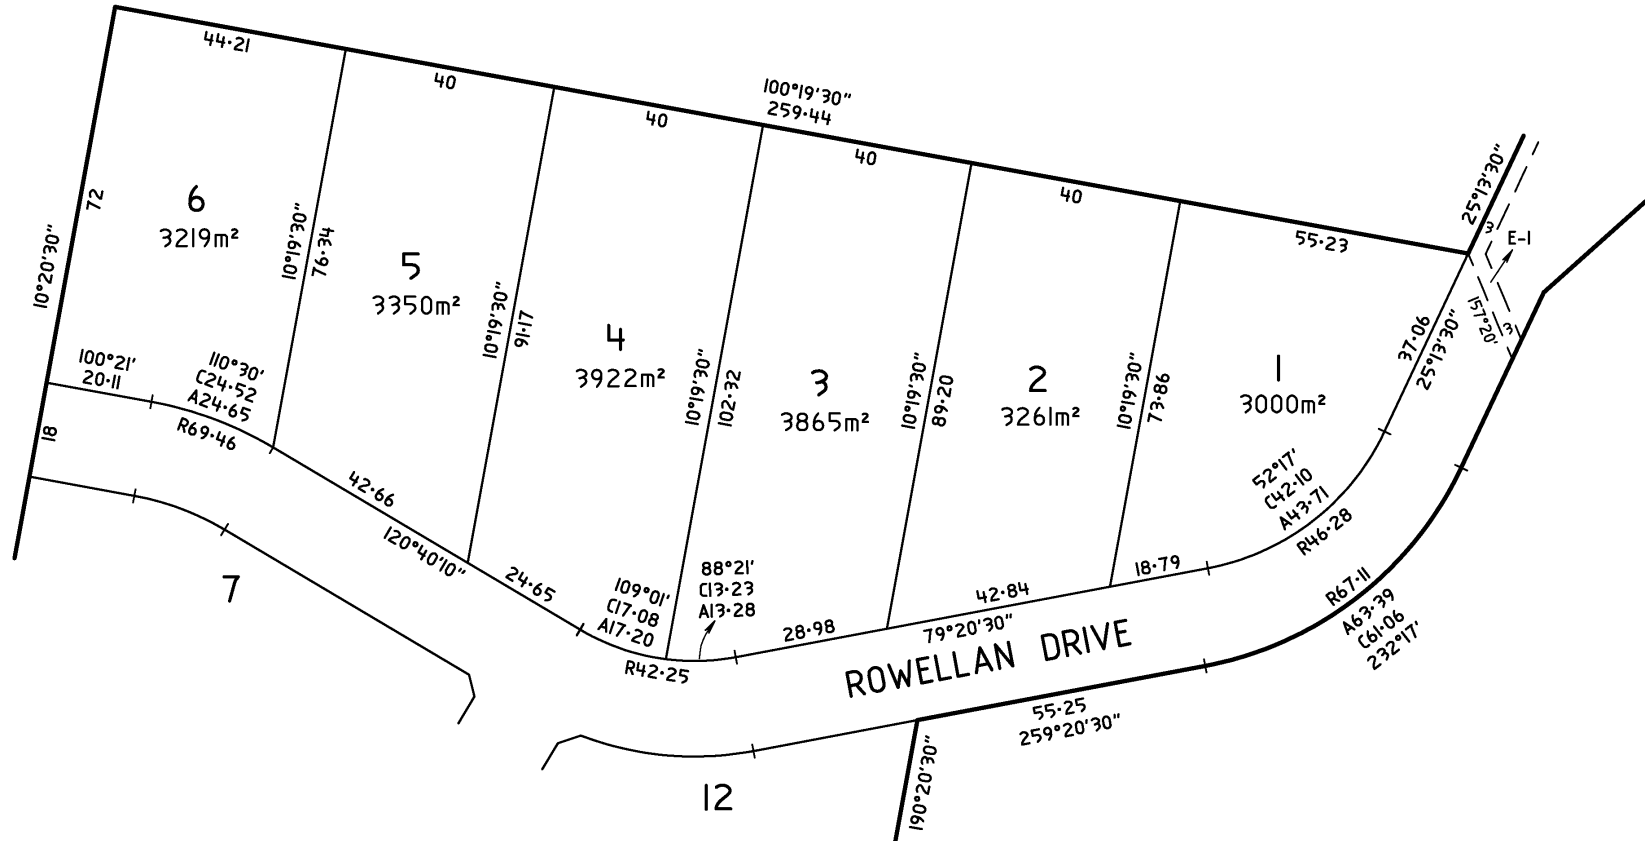 44·21
40
100°19'30"
259·44
40
40
40
55·23
25°13'30"
3
E-1
157°20'
3
10°20'30"
72
6
3219m²
10°19'30"
76·34
5
3350m²
10°19'30"
91·17
4
3922m²
10°19'30"
102·32
3
3865m²
10°19'30"
89·20
2
3261m²
10°19'30"
73·86
1
3000m²
37·06
25°13'30"
100°21'
20·11
110°30'
C24·52
A24·65
R69·46
18
42·66
120°40'10"
24·65
109°01'
C17·08
A17·20
R42·25
88°21'
C13·23
A13·28
28·98
42·84
79°20'30"
18·79
52°17'
C42·10
A43·71
R46·28
R67·11
A63·39
C61·06
232°17'
ROWELLAN DRIVE
55·25
259°20'30"
190°20'30"
7
12